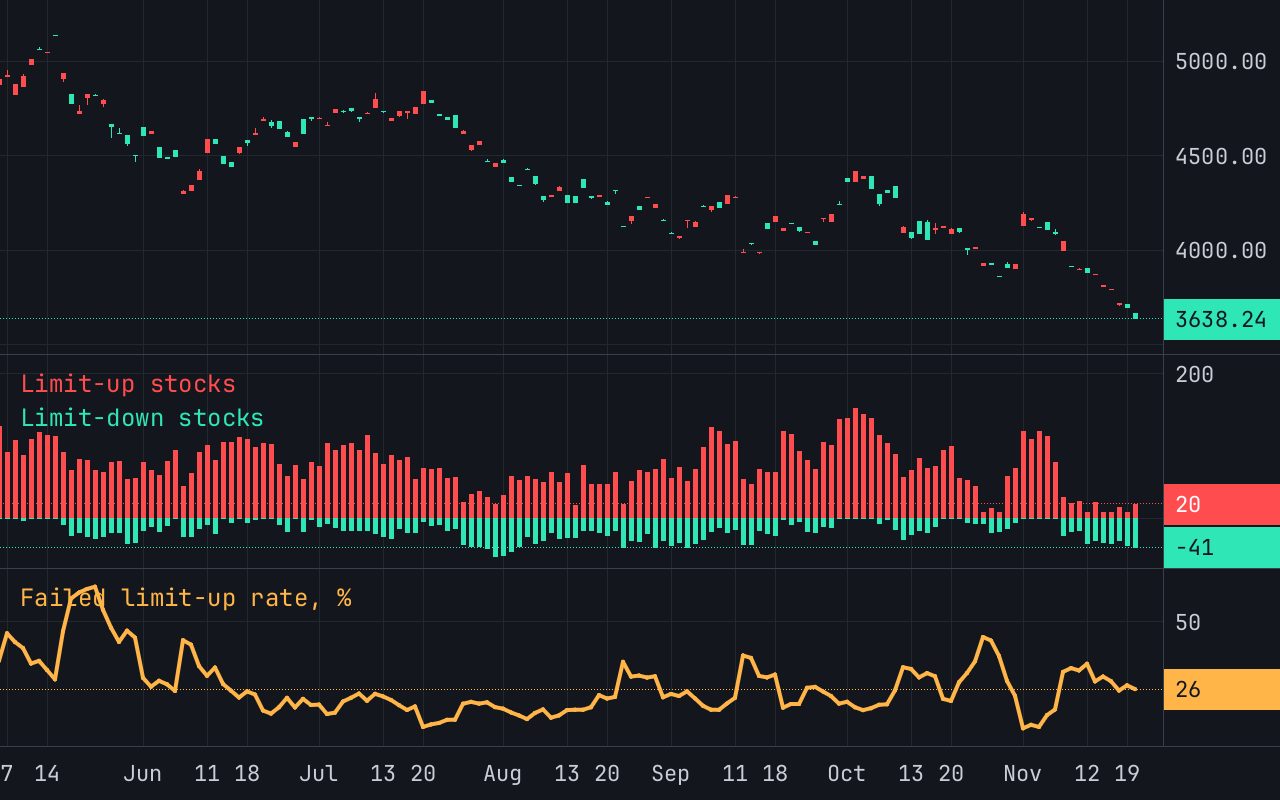 5000.00
4500.00
4000.00
3638.24
Limit-up stocks
200
Limit-down stocks
20
-41
Failed limit-up rate, %
50
26
7 14 Jun 11 18 Jul 13 20 Aug 13 20 Sep 11 18 Oct 13 20 Nov 12 19